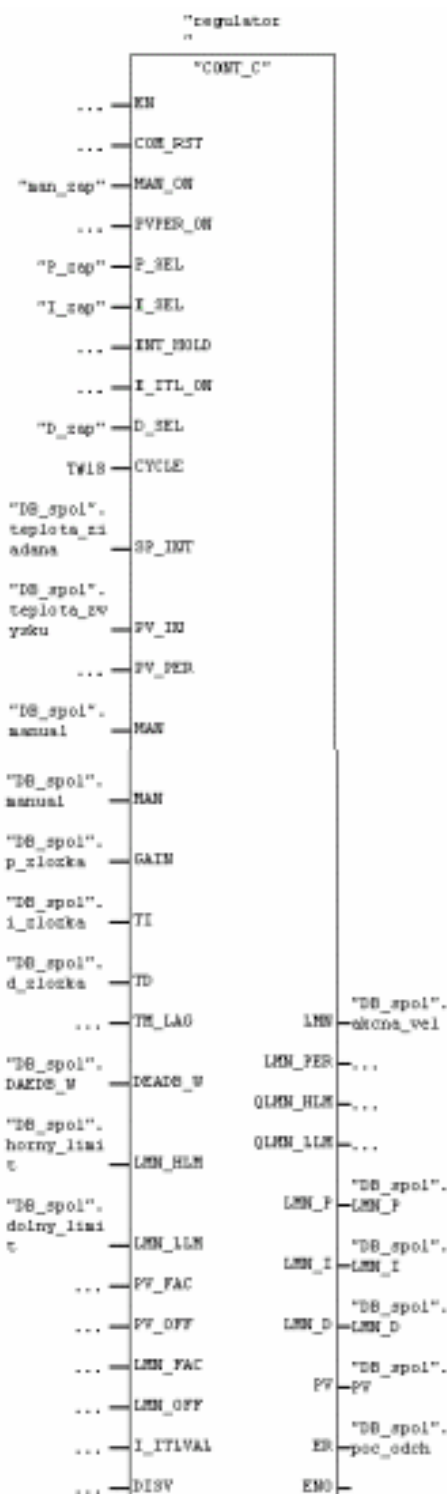 "regulator
"
"CONT_C"
... EN
... COM_RST
"man_zap" MAN_ON
... PVPER_ON
"P_zap" P_SEL
"I_zap" I_SEL
... INT_HOLD
... I_ITL_ON
"D_zap" D_SEL
T#1S CYCLE
"DB_spol".
teplota_zi
adana SP_INT
"DB_spol".
teplota_zv
yzku PV_IN
... PV_PER
"DB_spol".
manual MAN
"DB_spol".
manual MAN
"DB_spol".
p_zlozka GAIN
"DB_spol".
i_zlozka TI
"DB_spol".
d_zlozka TD
... TM_LAG
LMN "DB_spol".
akcna_vel
LMN_PER ...
"DB_spol".
DAEDB_W DEADB_W
QLMN_HLM ...
"DB_spol".
horny_limi
t LMN_HLM
QLMN_LLM ...
"DB_spol".
dolny_limi
t LMN_LLM
LMN_P "DB_spol".
LMN_P
LMN_I "DB_spol".
LMN_I
... PV_FAC
... PV_OFF
LMN_D "DB_spol".
LMN_D
... LMN_FAC
PV "DB_spol".
PV
... LMN_OFF
... I_ITLVAL
ER "DB_spol".
poc_odch
... DISV
ENO